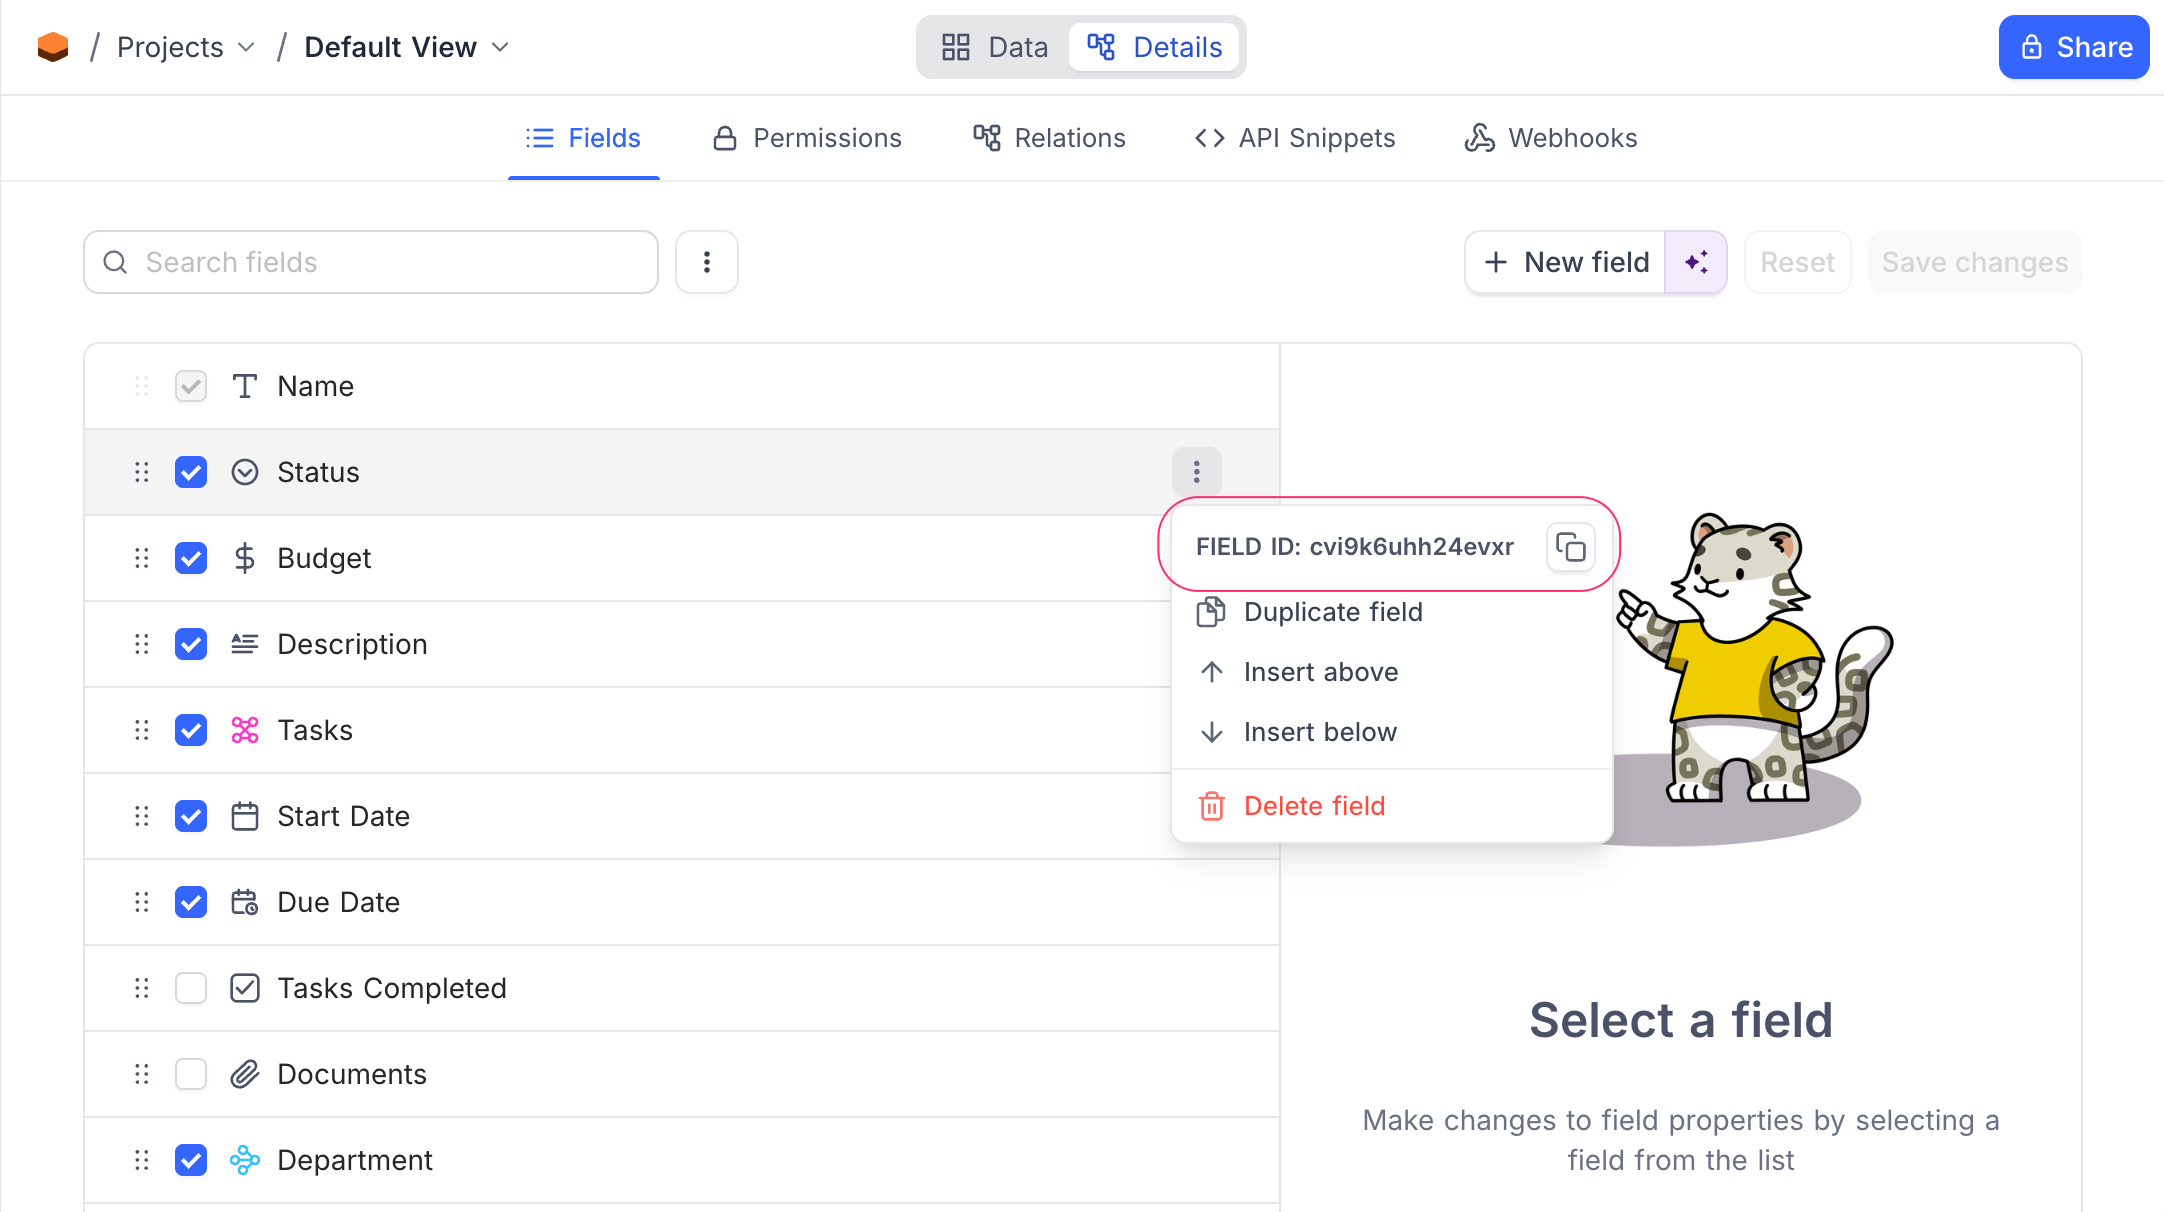 / Projects / Default View
Data Details
Share
Fields Permissions Relations API Snippets Webhooks
Search fields
New field
Reset
Save changes
Name
Status
FIELD ID: cvi9k6uhh24evxr
Budget
Duplicate field
Description
Insert above
Tasks
Insert below
Start Date
Delete field
Due Date
Tasks Completed
Select a field
Documents
Make changes to field properties by selecting a
field from the list
Department